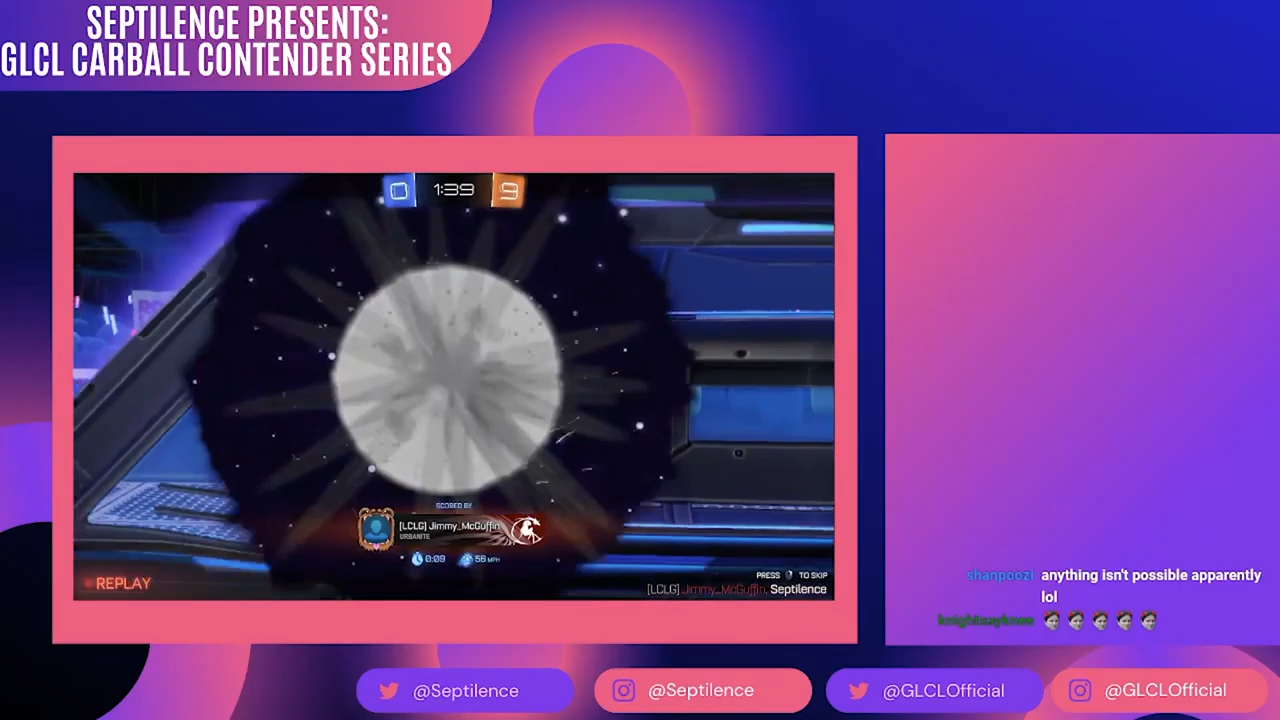 SEPTILENCE PRESENTS:
GLCL CARBALL CONTENDER SERIES
0 1:39 9
SCORED BY
[LCLG] Jimmy_McGuffin
URBANITE
0:09 56 MPH
REPLAY
PRESS TO SKIP
[LCLG] Jimmy_McGuffin, Septilence
shanpoozi anything isn't possible apparently
lol
@Septilence @Septilence @GLCLOfficial @GLCLOfficial